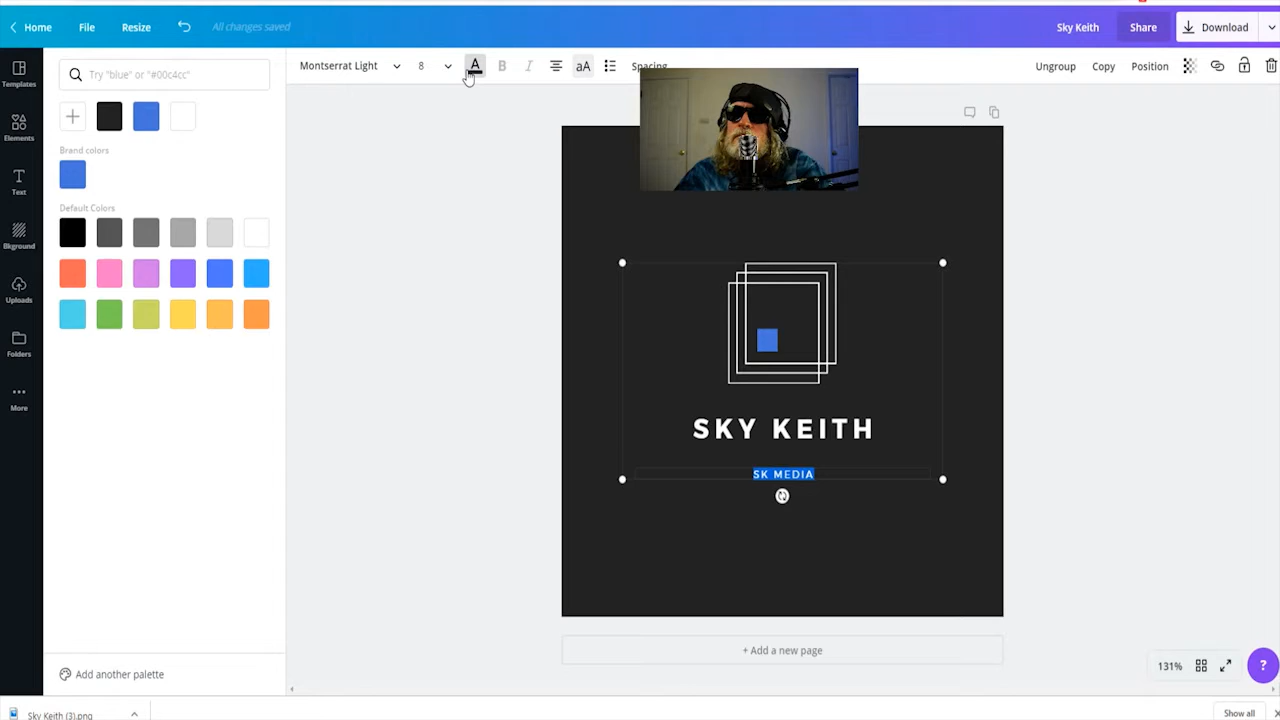 Home File Resize All changes saved Sky Keith Share Download
Templates
Elements
Text
Bkground
Uploads
Folders
More
Try "blue" or "#00c4cc"
Brand colors
Default Colors
Add another palette
Montserrat Light 8 A B I aA Spacing Ungroup Copy Position
SKY KEITH
SK MEDIA
+ Add a new page
131% ?
Sky Keith (3).png Show all